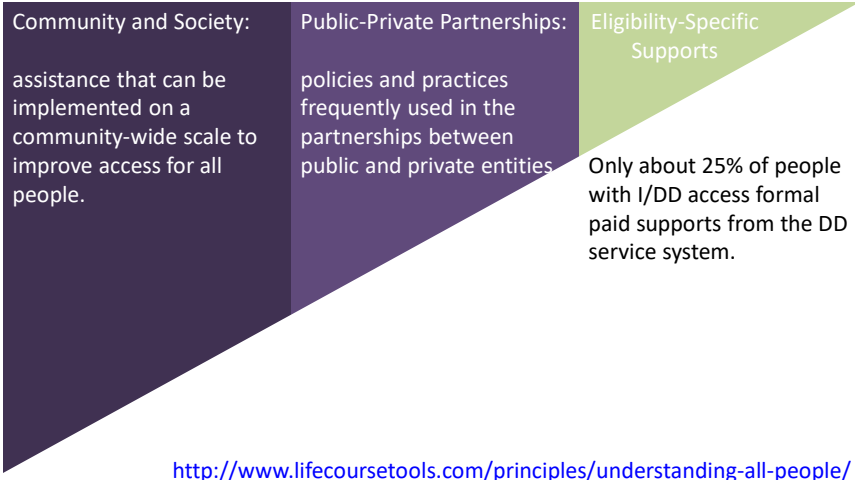 Community and Society:
assistance that can be
implemented on a
community-wide scale to
improve access for all
people.
Public-Private Partnerships:
policies and practices
frequently used in the
partnerships between
public and private entities
Eligibility-Specific
Supports
Only about 25% of people
with I/DD access formal
paid supports from the DD
service system.
http://www.lifecoursetools.com/principles/understanding-all-people/